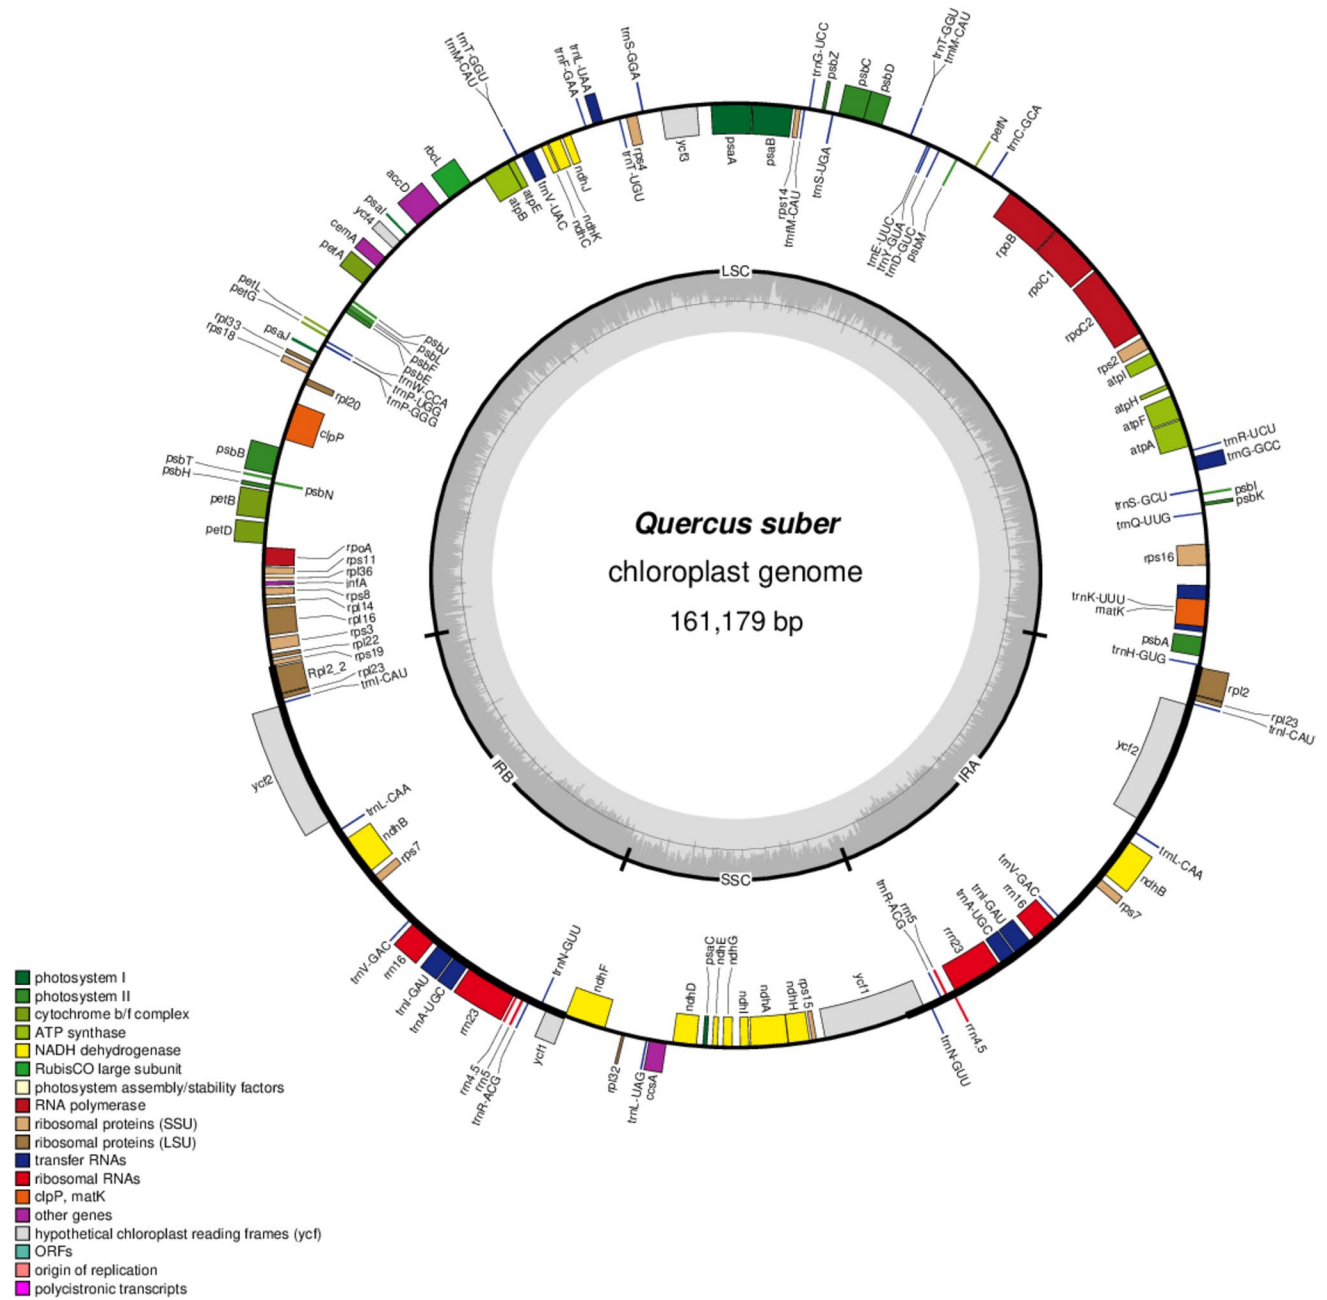 Quercus suber
chloroplast genome
161,179 bp
LSC
IRA
SSC
IRB
trnT-GGU
trnM-CAU
trnF-GAA
trnL-UAA
trnS-GGA
trnG-UCC
psbZ
psbC
psbD
trnT-GGU
trnM-CAU
petN
trnC-GCA
rbcL
accD
psaI
ycf4
cemA
petA
atpB
atpE
trnV-UAC
ndhC
ndhK
ndhJ
trnT-UGU
rps4
ycf3
psaA
psaB
rps14
trnfM-CAU
trnS-UGA
trnE-UUC
trnY-GUA
trnD-GUC
psbM
rpoB
rpoC1
rpoC2
rps2
atpI
atpH
atpF
atpA
trnR-UCU
trnG-GCC
trnS-GCU
psbI
psbK
trnQ-UUG
rps16
trnK-UUU
matK
psbA
trnH-GUG
rpl2
rpl23
trnI-CAU
ycf2
trnL-CAA
ndhB
rps7
trnV-GAC
rrn16
trnI-GAU
trnA-UGC
rrn23
rrn5
trnR-ACG
rrn4.5
trnN-GUU
ycf1
rps15
ndhH
ndhA
ndhI
ndhG
ndhE
psaC
ndhD
ccsA
trnL-UAG
rpl32
ndhF
ycf1
trnN-GUU
trnR-ACG
rrn5
rrn4.5
rrn23
trnA-UGC
trnI-GAU
rrn16
trnV-GAC
rps7
ndhB
trnL-CAA
ycf2
trnI-CAU
rpl23
Rpl2_2
rps19
rpl22
rps3
rpl16
rpl14
rps8
infA
rpl36
rps11
rpoA
petD
petB
psbH
psbT
psbN
psbB
clpP
rpl20
rps18
rpl33
psaJ
petG
petL
psbJ
psbL
psbF
psbE
trnW-CCA
trnP-UGG
trnP-GGG
photosystem I
photosystem II
cytochrome b/f complex
ATP synthase
NADH dehydrogenase
RubisCO large subunit
photosystem assembly/stability factors
RNA polymerase
ribosomal proteins (SSU)
ribosomal proteins (LSU)
transfer RNAs
ribosomal RNAs
clpP, matK
other genes
hypothetical chloroplast reading frames (ycf)
ORFs
origin of replication
polycistronic transcripts